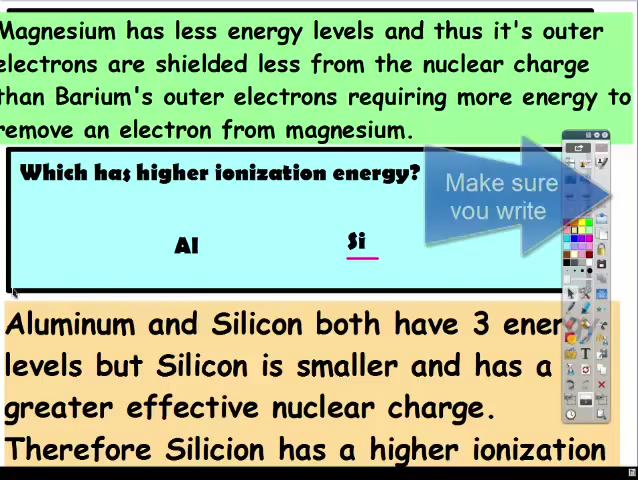 Magnesium has less energy levels and thus it's outer
electrons are shielded less from the nuclear charge
than Barium's outer electrons requiring more energy to
remove an electron from magnesium.
Which has higher ionization energy?
Make sure
you write
Al
Si
Aluminum and Silicon both have 3 ener
levels but Silicon is smaller and has a
greater effective nuclear charge.
Therefore Silicion has a higher ionization